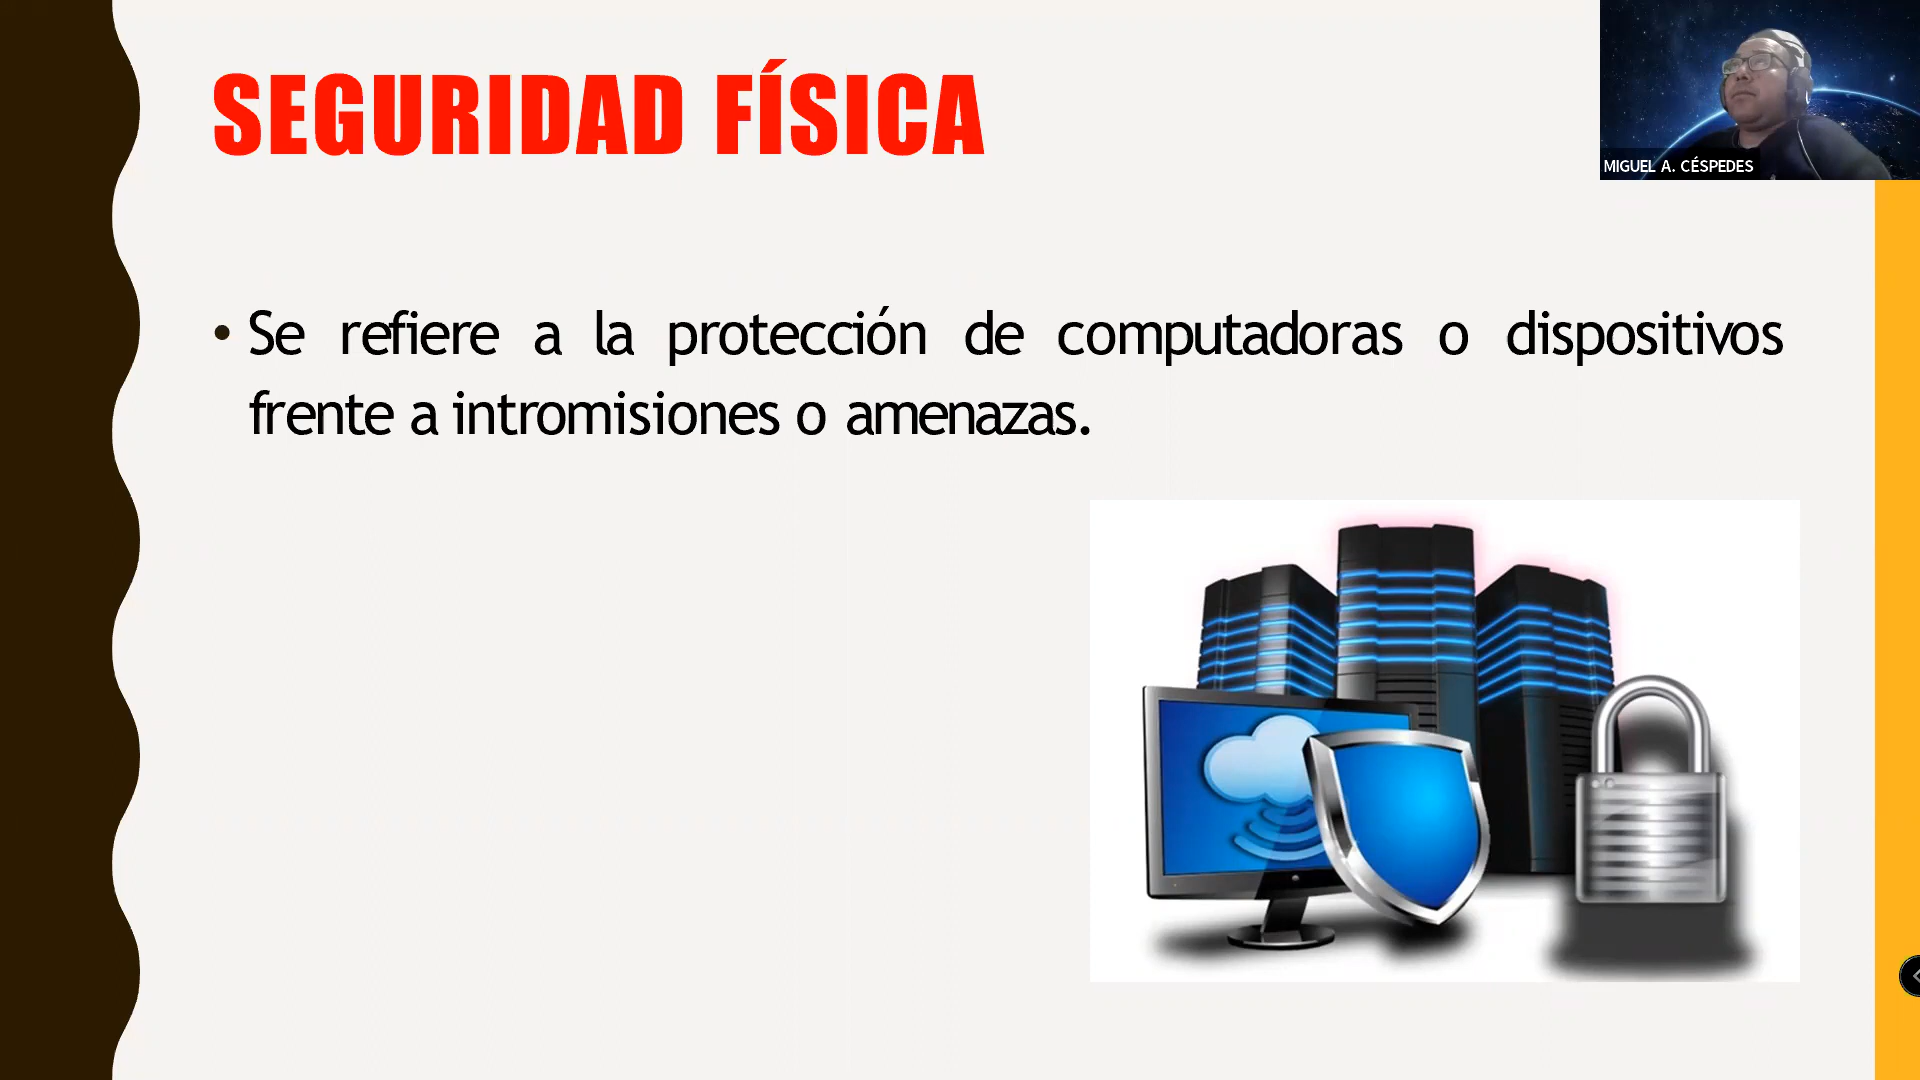 SEGURIDAD FÍSICA
MIGUEL A. CÉSPEDES
• Se refiere a la protección de computadoras o dispositivos
frente a intromisiones o amenazas.